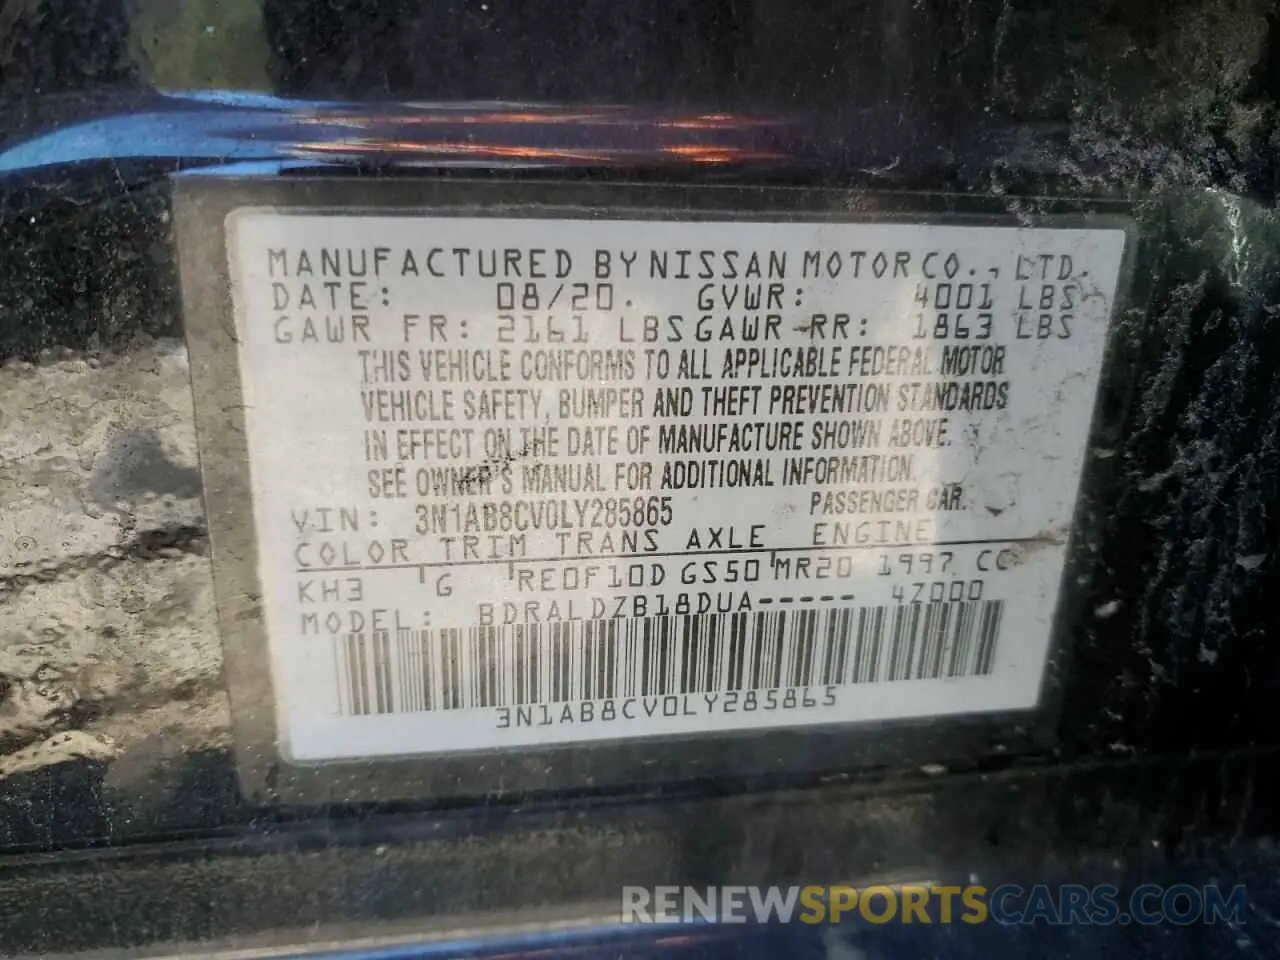 MANUFACTURED BY NISSAN MOTOR CO., LTD.
DATE: 08/20. GVWR: 4001 LBS
GAWR FR: 2161 LBS GAWR RR: 1863 LBS
THIS VEHICLE CONFORMS TO ALL APPLICABLE FEDERAL MOTOR
VEHICLE SAFETY, BUMPER AND THEFT PREVENTION STANDARDS
IN EFFECT ON THE DATE OF MANUFACTURE SHOWN ABOVE.
SEE OWNER'S MANUAL FOR ADDITIONAL INFORMATION.
VIN: 3N1AB8CV0LY285865 PASSENGER CAR.
COLOR TRIM TRANS AXLE ENGINE
KH3 G RE0F10D GS50 MR20 1997 CC
MODEL: BDRALDZB18DUA----- 4Z000
3N1AB8CV0LY285865
RENEWSPORTSCARS.COM